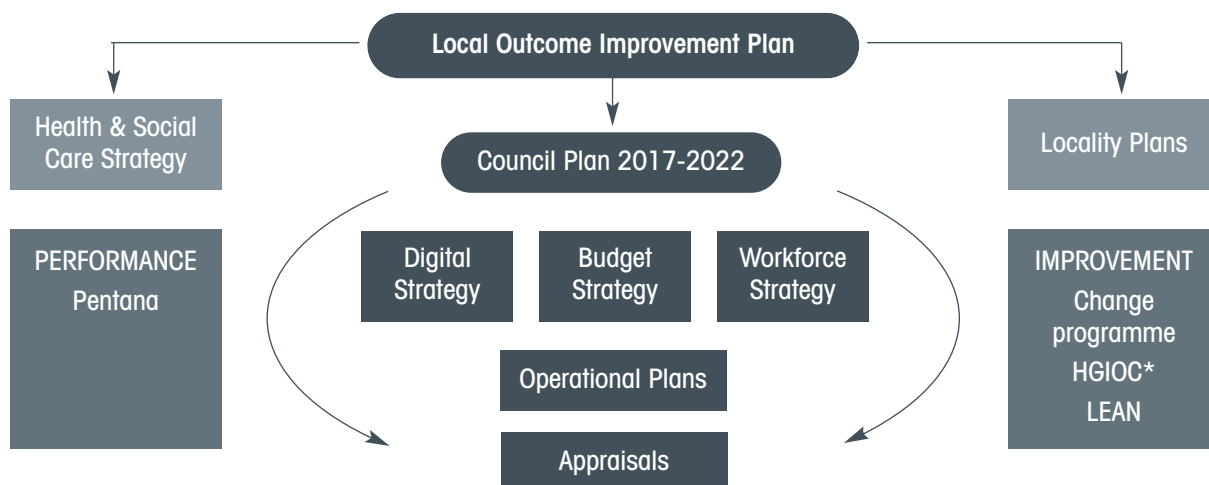 Local Outcome Improvement Plan
Health & Social
Care Strategy
Council Plan 2017-2022
Locality Plans
PERFORMANCE
Pentana
Digital
Strategy
Budget
Strategy
Workforce
Strategy
Operational Plans
Appraisals
IMPROVEMENT
Change
programme
HGIOC*
LEAN